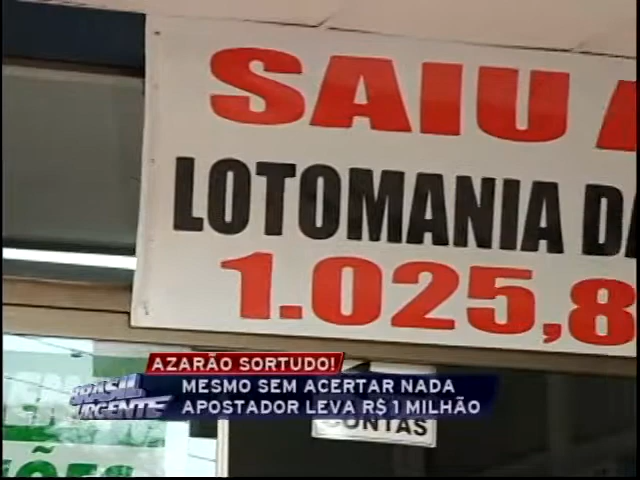 SAIU A
LOTOMANIA DA
1.025,8
AZARÃO SORTUDO!
BRASIL
URGENTE
MESMO SEM ACERTAR NADA
APOSTADOR LEVA R$ 1 MILHÃO
CONTAS
ÕES